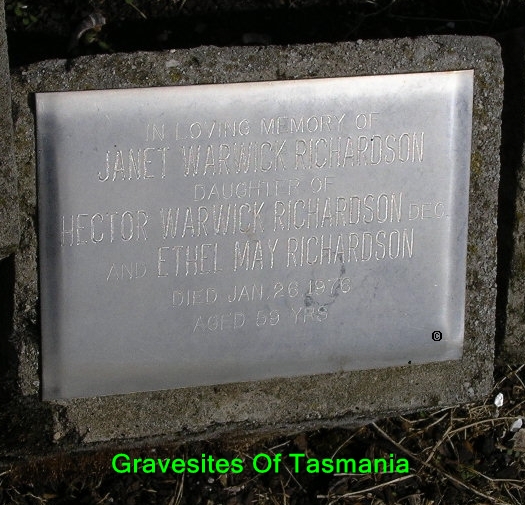 IN LOVING MEMORY OF
JANET WARWICK RICHARDSON
DAUGHTER OF
HECTOR WARWICK RICHARDSON DEC.
AND ETHEL MAY RICHARDSON
DIED JAN. 26, 1976
AGED 59 YRS
©
Gravesites Of Tasmania